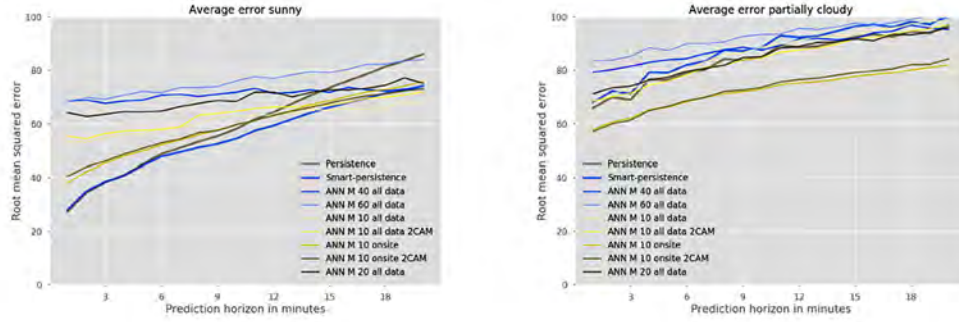 Average error sunny
100
80
60
40
20
0
Root mean squared error
3
6
9
12
15
18
Prediction horizon in minutes
Persistence
Smart-persistence
ANN M 40 all data
ANN M 60 all data
ANN M 10 all data
ANN M 10 all data 2CAM
ANN M 10 onsite
ANN M 10 onsite 2CAM
ANN M 20 all data
Average error partially cloudy
100
80
60
40
20
0
Root mean squared error
3
6
9
12
15
18
Prediction horizon in minutes
Persistence
Smart-persistence
ANN M 40 all data
ANN M 60 all data
ANN M 10 all data
ANN M 10 all data 2CAM
ANN M 10 onsite
ANN M 10 onsite 2CAM
ANN M 20 all data